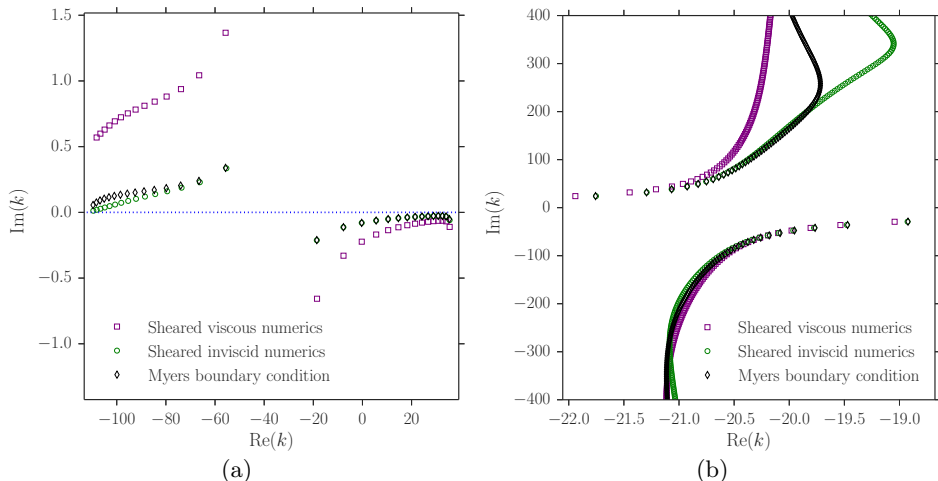 (a)
1.5
1.0
0.5
0.0
−0.5
−1.0
Im(k)
Sheared viscous numerics
Sheared inviscid numerics
Myers boundary condition
−100 −80 −60 −40 −20 0 20
Re(k)
(a)
(b)
400
300
200
100
0
−100
−200
−300
−400
Im(k)
Sheared viscous numerics
Sheared inviscid numerics
Myers boundary condition
−22.0 −21.5 −21.0 −20.5 −20.0 −19.5 −19.0
Re(k)
(b)